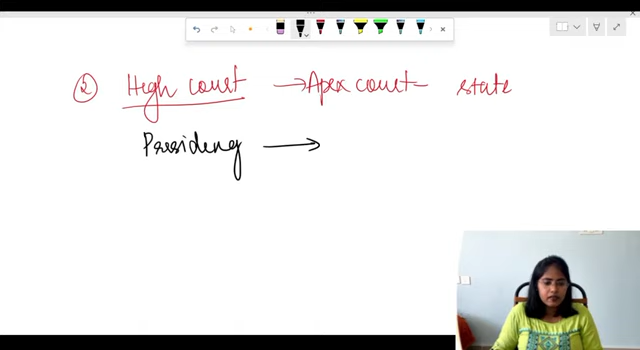 ② High court → Apex court – state
Presidency →